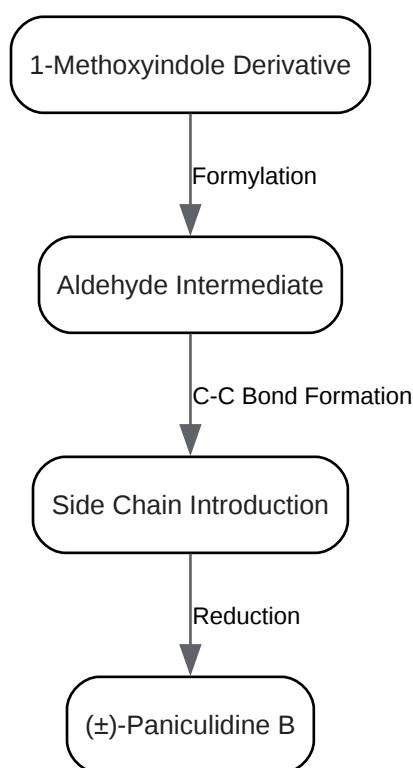 1-Methoxyindole Derivative
Formylation
Aldehyde Intermediate
C-C Bond Formation
Side Chain Introduction
Reduction
(±)-Paniculidine B